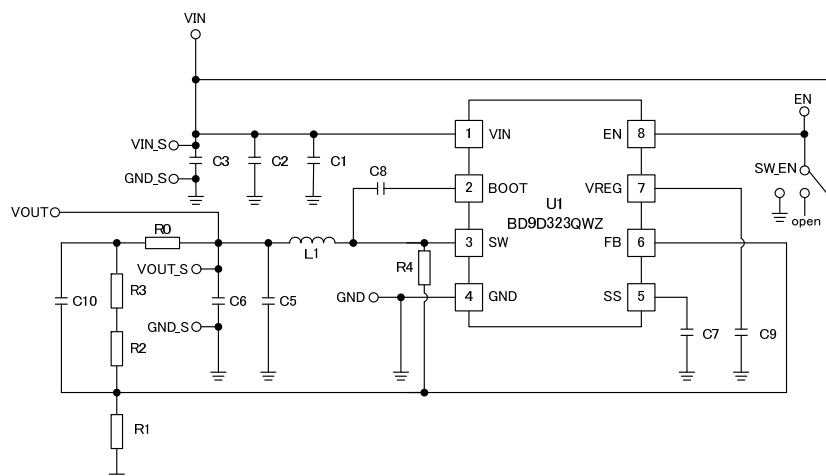 VIN
EN
VIN_S
C3
C2
C1
1
VIN
EN
8
GND_S
C8
SW_EN
2
BOOT
U1
VREG
7
VOUT
BD9D323QWZ
open
R0
3
SW
FB
6
L1
VOUT_S
R4
R3
C10
C6
C5
GND
4
GND
SS
5
GND_S
R2
C7
C9
R1